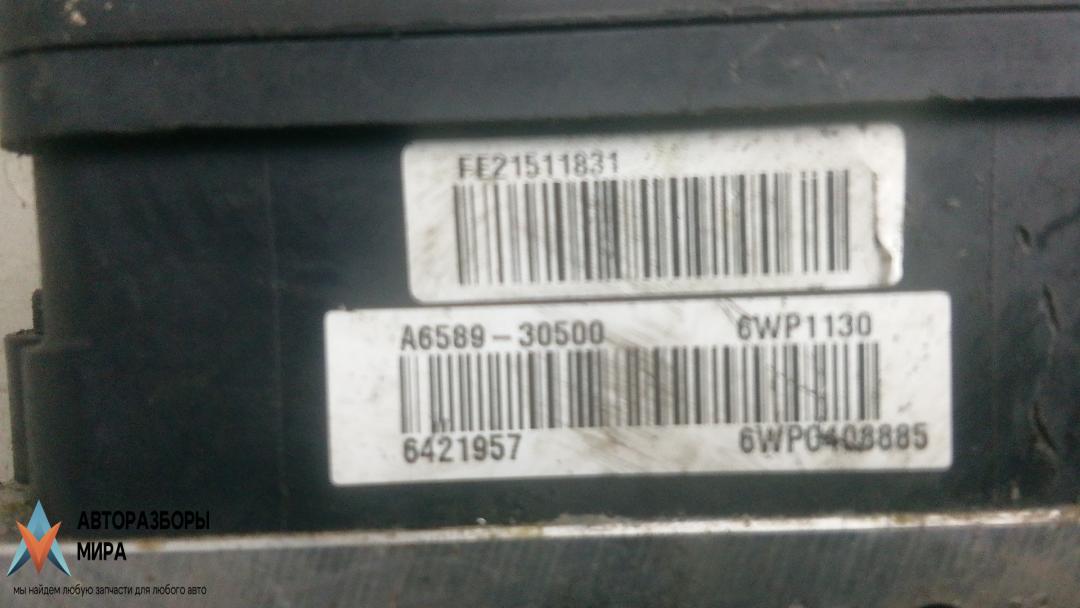 FE21511831
A6589-30500 6WP1130
6421957 6WP0408885
АВТОРАЗБОРЫ
МИРА
мы найдем любую запчасти для любого авто